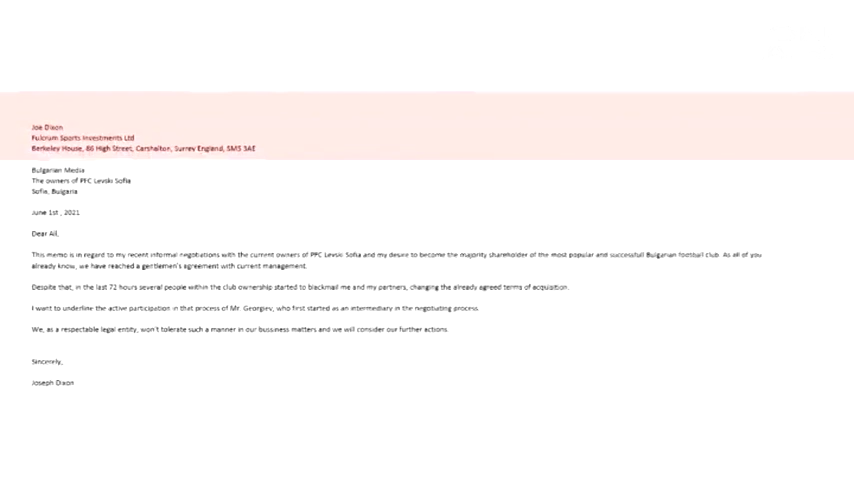 Joe Dixon
Fulcrum Sports Investments Ltd
Berkeley House, 86 High Street, Carshalton, Surrey England, SM5 3AE
Bulgarian Media
The owners of PFC Levski Sofia
Sofia, Bulgaria
June 1st , 2021
Dear All,
This memo is in regard to my recent informal negotiations with the current owners of PFC Levski Sofia and my desire to become the majority shareholder of the most popular and successfull Bulgarian football club. As all of you
already know, we have reached a gentlemen's agreement with current management.
Despite that, in the last 72 hours several people within the club ownership started to blackmail me and my partners, changing the already agreed terms of acquisition.
I want to underline the active participation in that process of Mr. Georgiev, who first started as an intermediary in the negotiating process.
We, as a respectable legal entity, won't tolerate such a manner in our bussiness matters and we will consider our further actions.
Sincerely,
Joseph Dixon